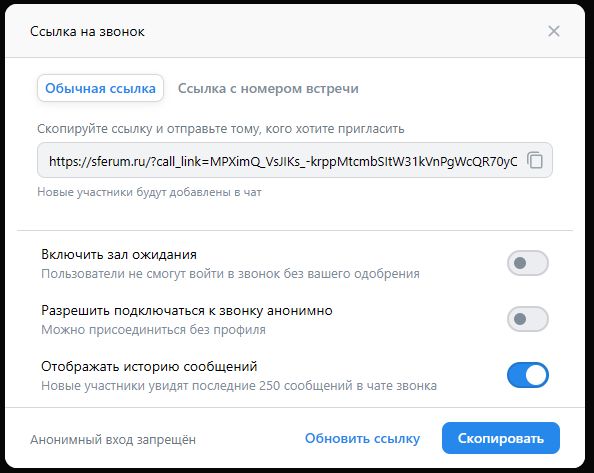 Ссылка на звонок
Обычная ссылка Ссылка с номером встречи
Скопируйте ссылку и отправьте тому, кого хотите пригласить
https://sferum.ru/?call_link=MPXimQ_VsJIKs_-krppMtcmbSItW31kVnPgWcQR70yC
Новые участники будут добавлены в чат
Включить зал ожидания
Пользователи не смогут войти в звонок без вашего одобрения
Разрешить подключаться к звонку анонимно
Можно присоединиться без профиля
Отображать историю сообщений
Новые участники увидят последние 250 сообщений в чате звонка
Анонимный вход запрещён Обновить ссылку Скопировать